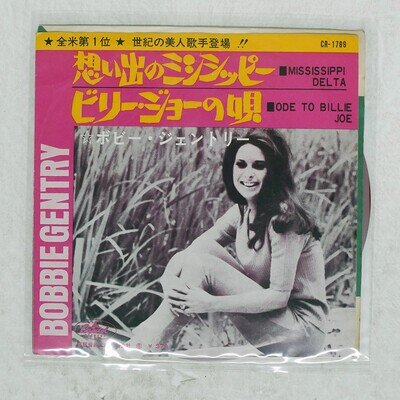 ★ 全米第1位 ★ 世紀の美人歌手登場 !!
CR-1789
想い出のミシシッピー
■MISSISSIPPI
DELTA
ビリー・ジョーの唄
■ODE TO BILLIE
JOE
☆ボビー・ジェントリー
BOBBIE GENTRY
Capitol